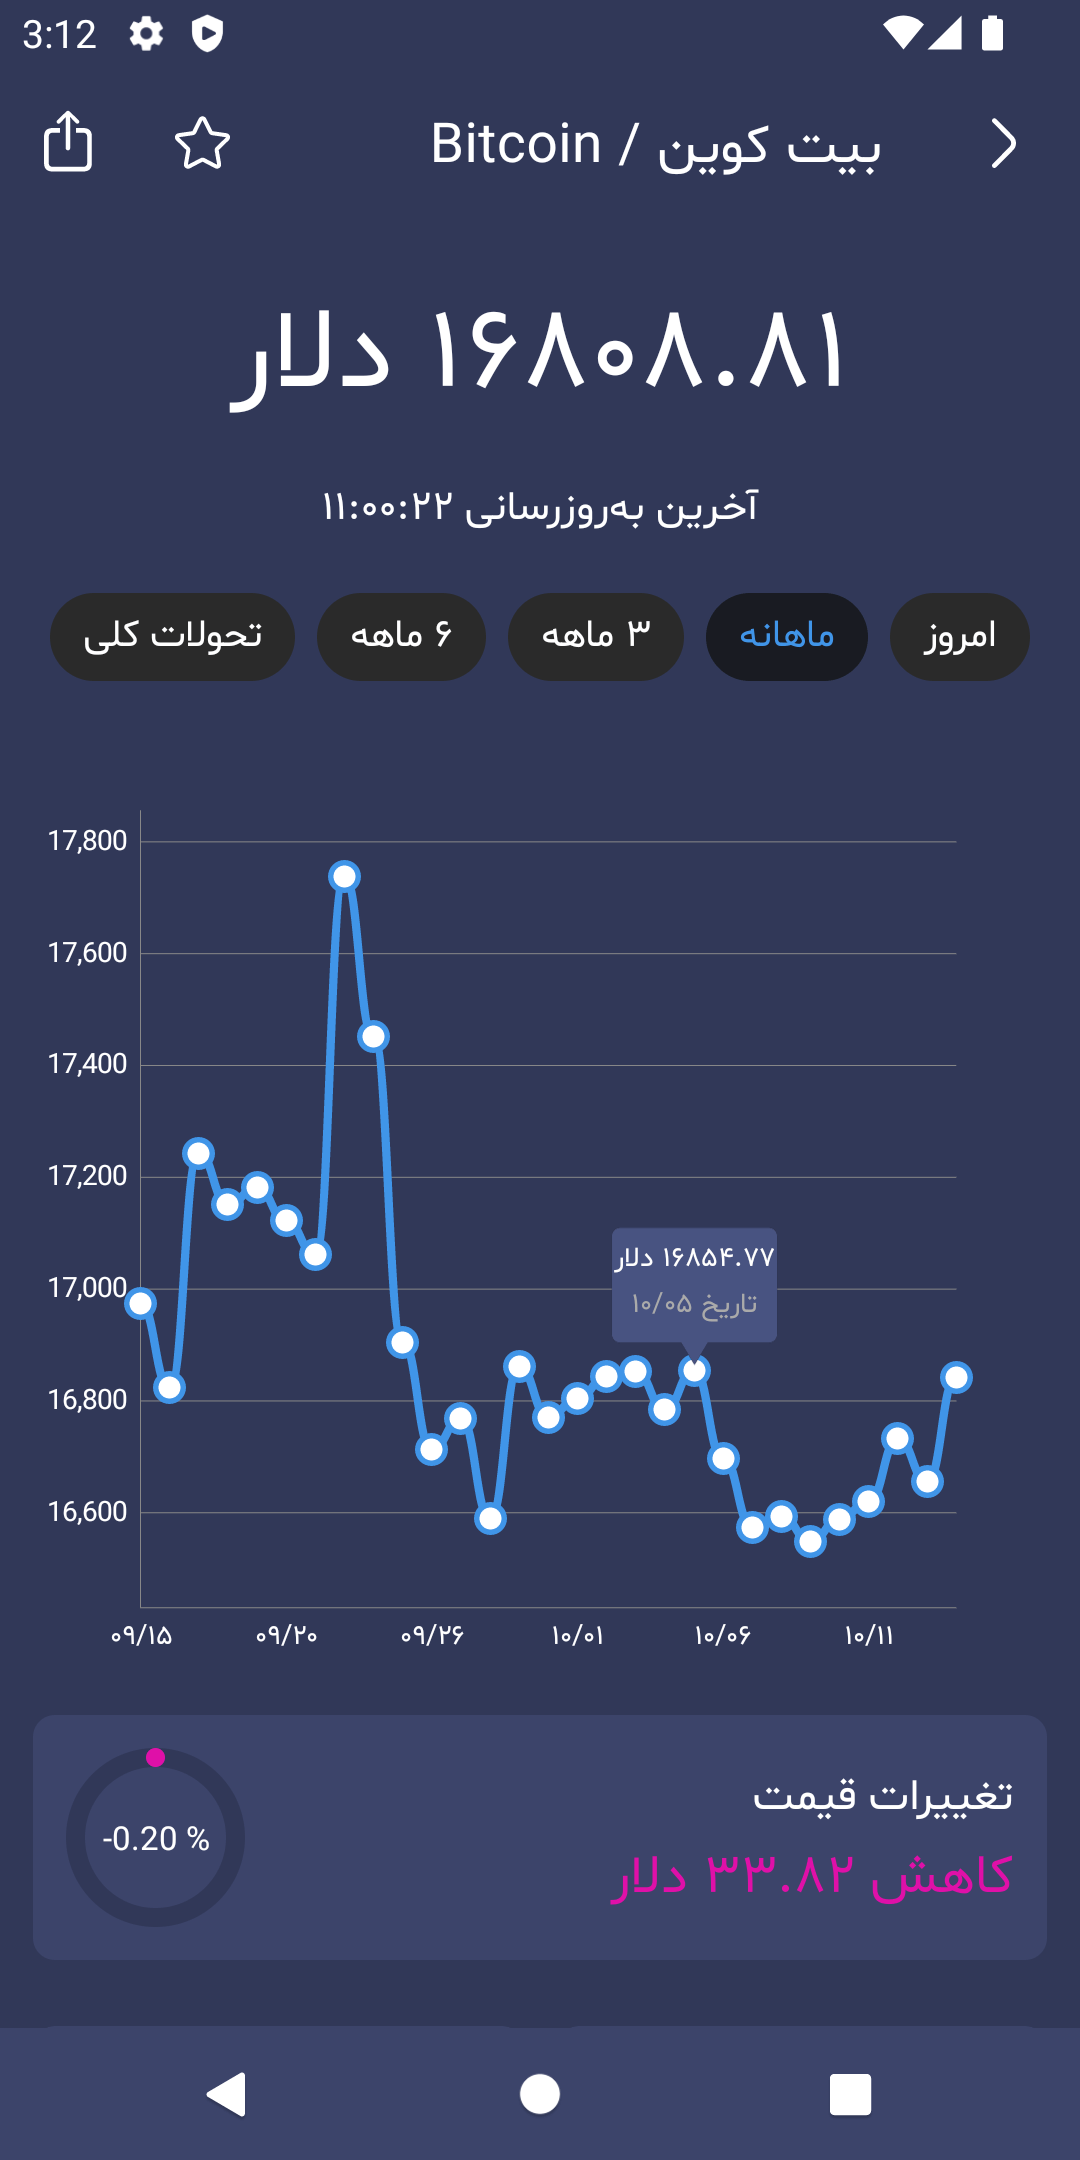 3:12
بیت کوین / Bitcoin
۱۶۸۰۸.۸۱ دلار
آخرین به‌روزرسانی ۱۱:۰۰:۲۲
امروز
ماهانه
۳ ماهه
۶ ماهه
تحولات کلی
17,800
17,600
17,400
17,200
17,000
16,800
16,600
۱۶۸۵۴.۷۷ دلار
تاریخ ۱۰/۰۵
۰۹/۱۵ ۰۹/۲۰ ۰۹/۲۶ ۱۰/۰۱ ۱۰/۰۶ ۱۰/۱۱
تغییرات قیمت
کاهش ۳۳.۸۲ دلار
-0.20 %